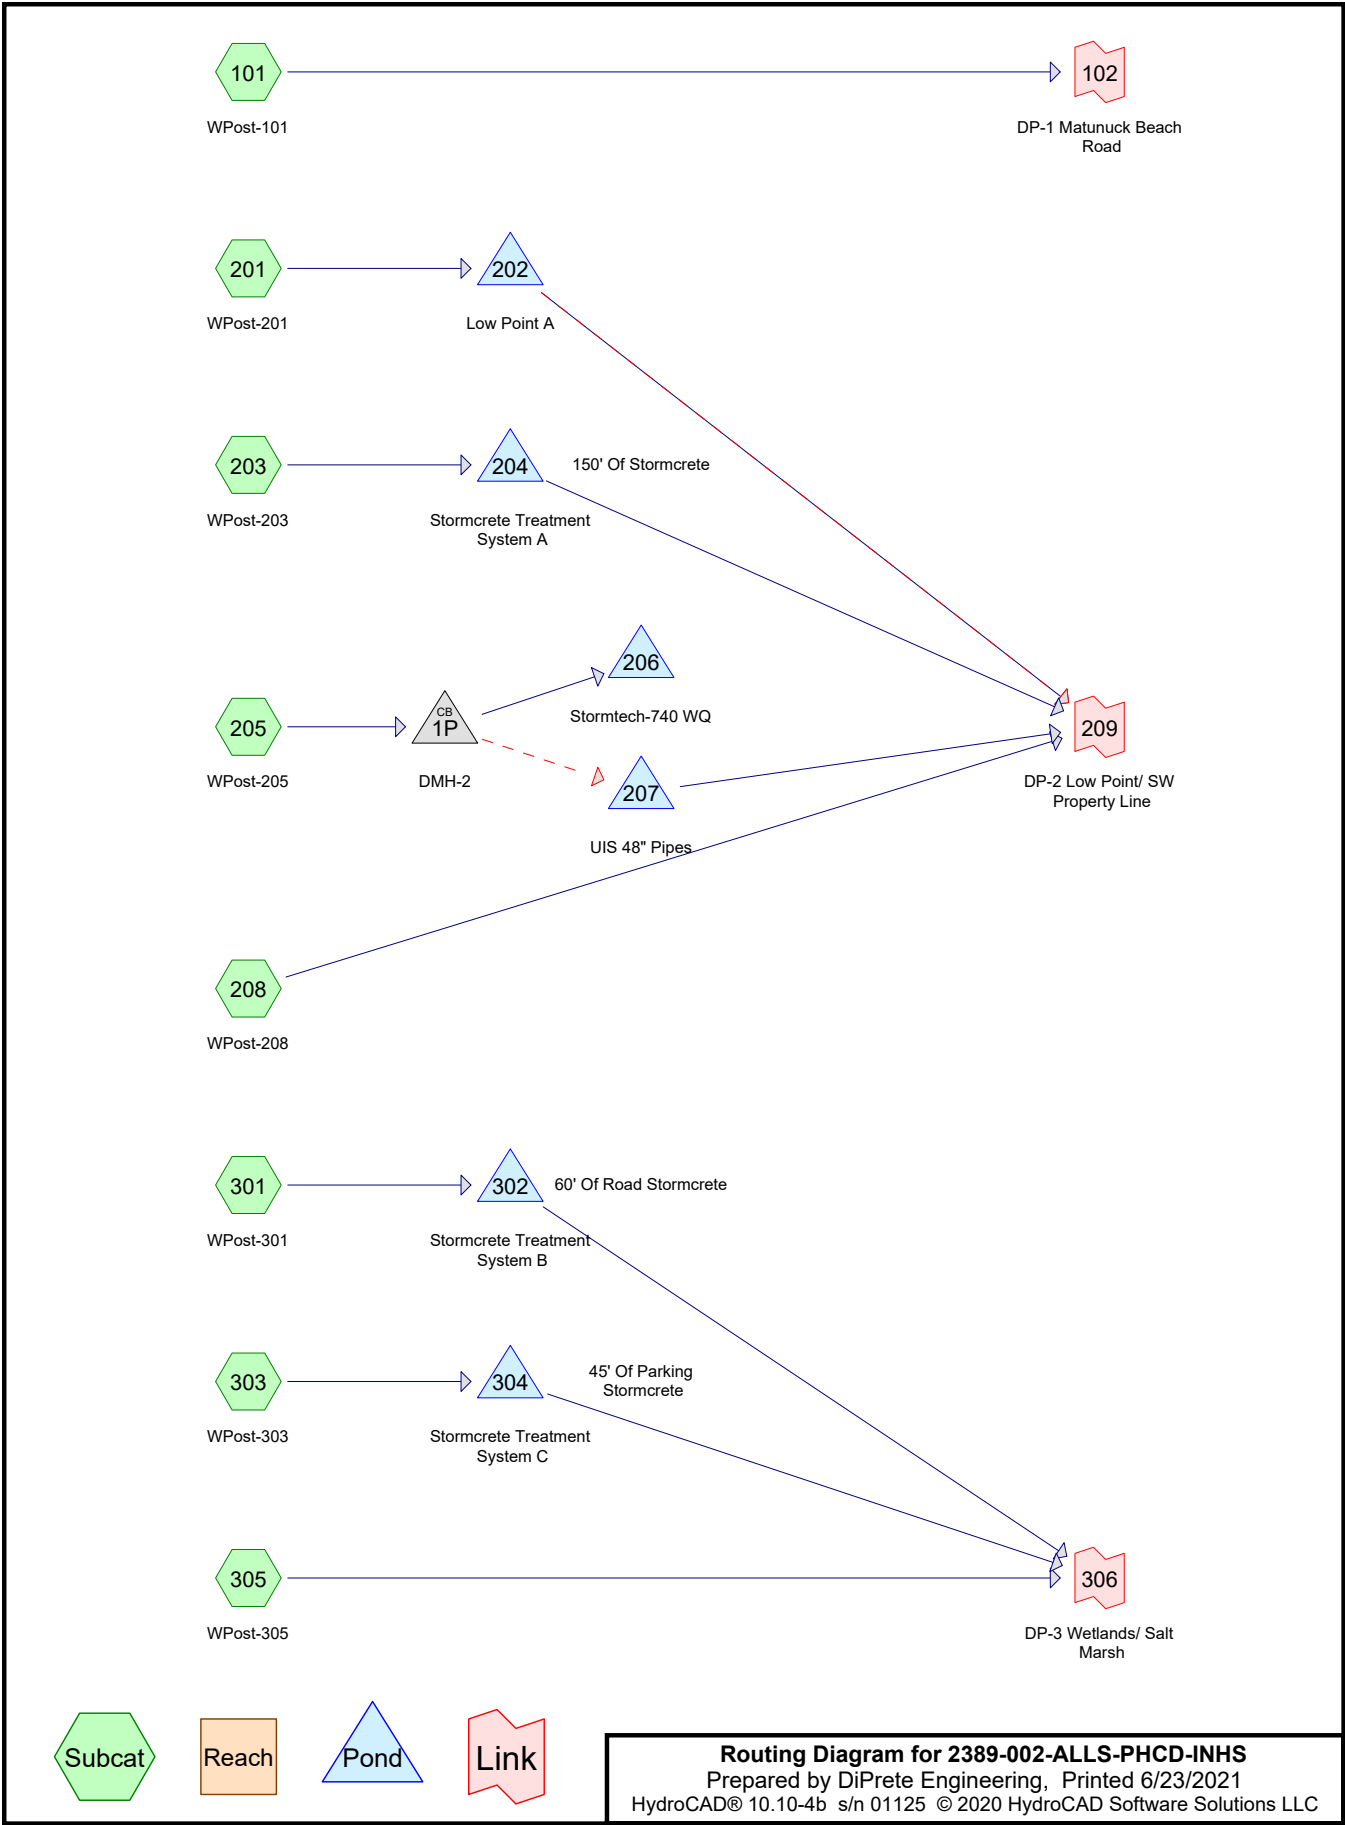 101
WPost-101
102
DP-1 Matunuck Beach
Road
201
WPost-201
202
Low Point A
203
WPost-203
204
150' Of Stormcrete
Stormcrete Treatment
System A
206
Stormtech-740 WQ
205
WPost-205
CB
1P
DMH-2
207
UIS 48" Pipes
209
DP-2 Low Point/ SW
Property Line
208
WPost-208
301
WPost-301
302
60' Of Road Stormcrete
Stormcrete Treatment
System B
303
WPost-303
304
45' Of Parking
Stormcrete
Stormcrete Treatment
System C
305
WPost-305
306
DP-3 Wetlands/ Salt
Marsh
Subcat
Reach
Pond
Link
Routing Diagram for 2389-002-ALLS-PHCD-INHS
Prepared by DiPrete Engineering, Printed 6/23/2021
HydroCAD® 10.10-4b s/n 01125 © 2020 HydroCAD Software Solutions LLC